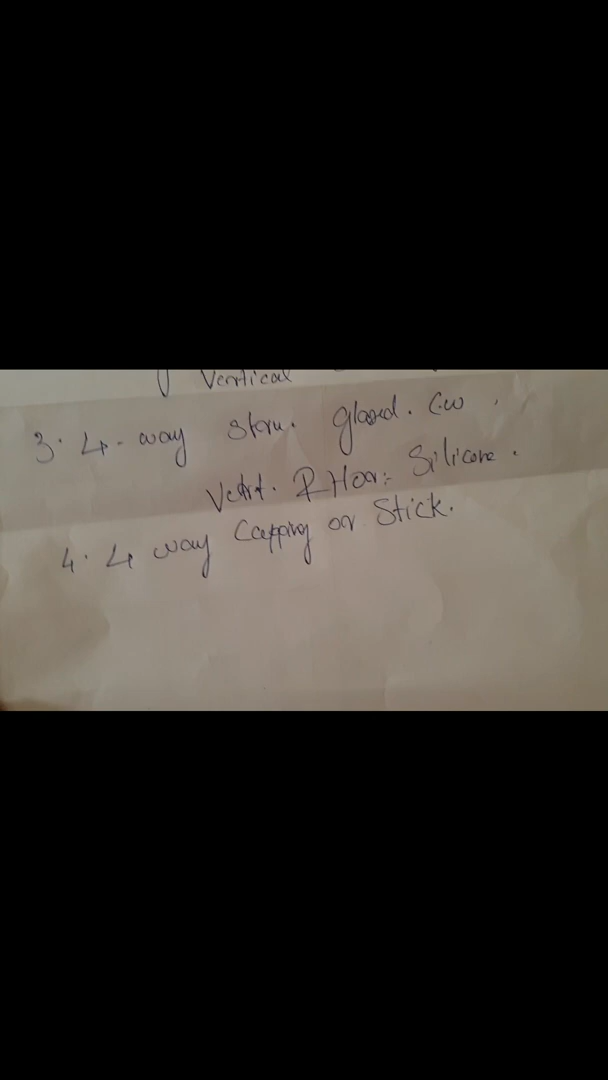 Vertical
3. 4-way stru. glazed. C.W.
Vert. & Hor: Silicone.
4. 4 way Capping or Stick.